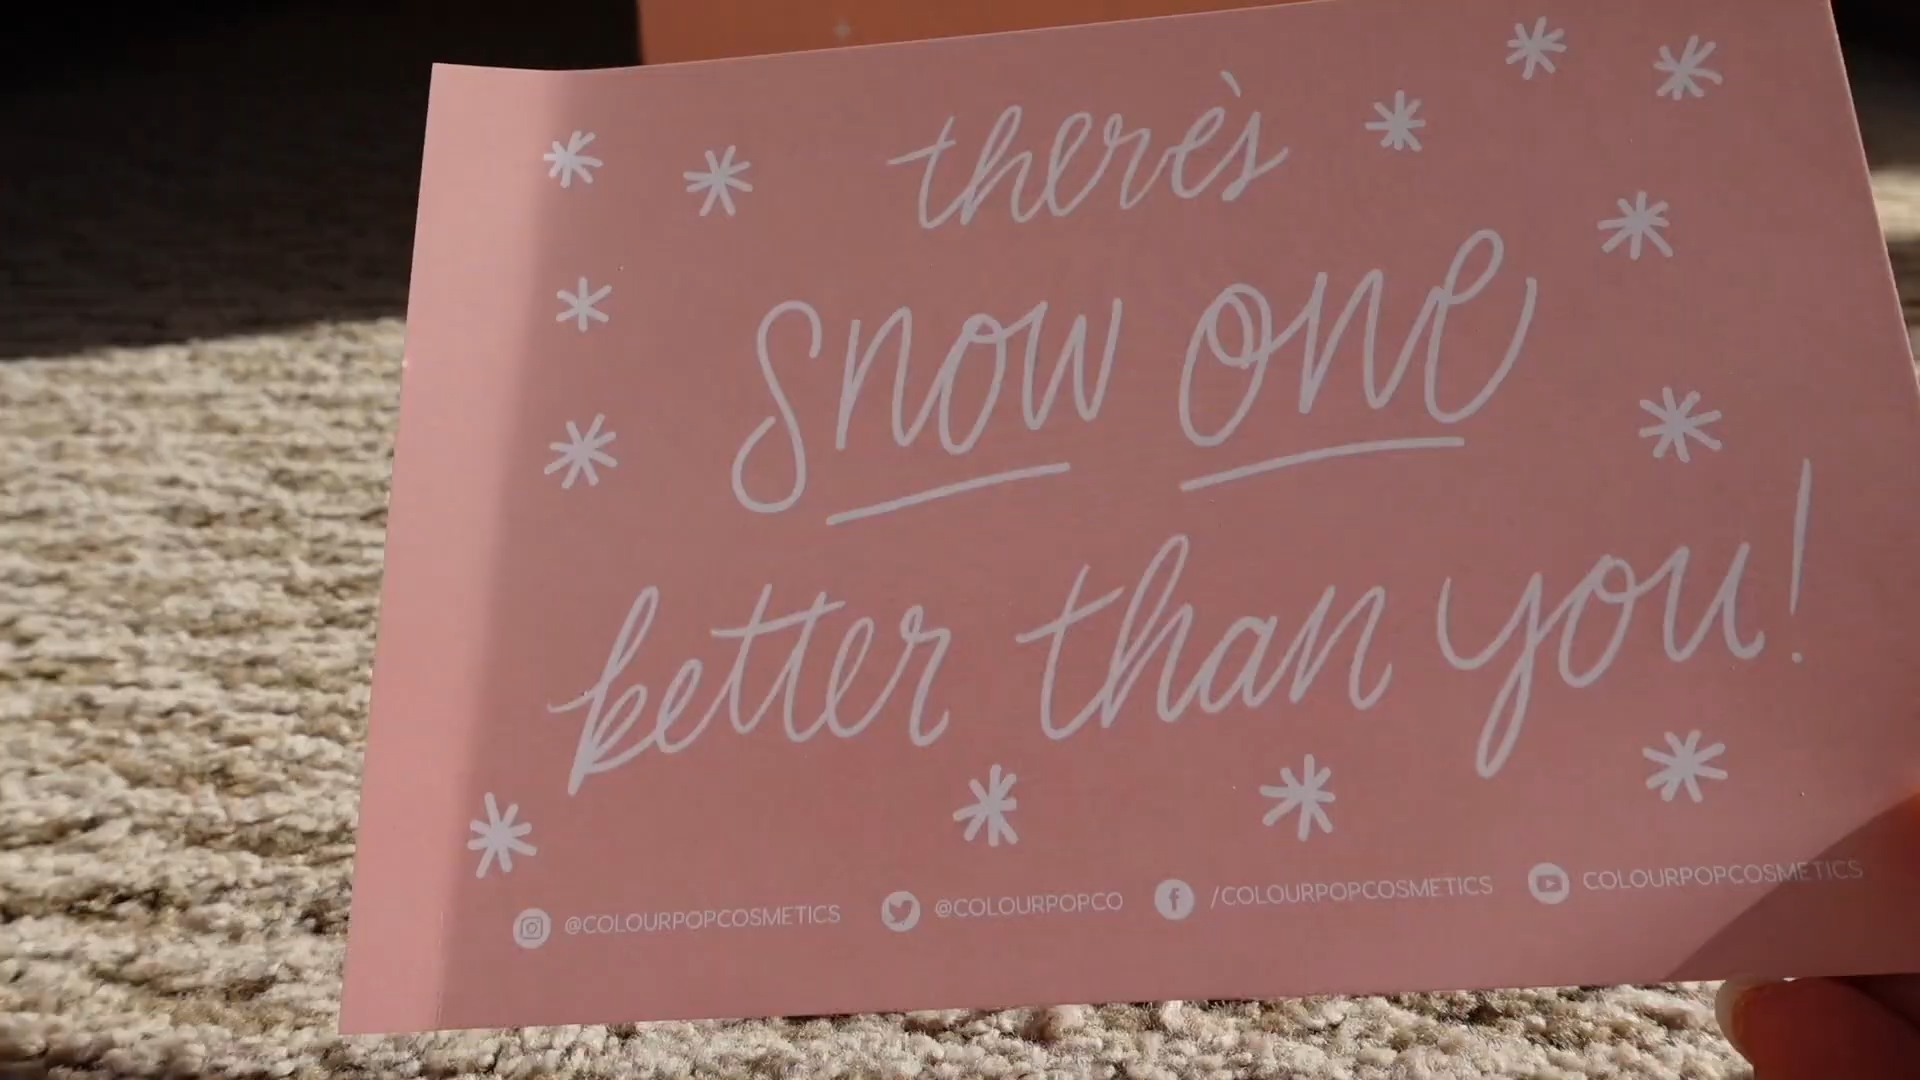 there's
snow one
better than you!
@COLOURPOPCOSMETICS @COLOURPOPCO /COLOURPOPCOSMETICS COLOURPOPCOSMETICS